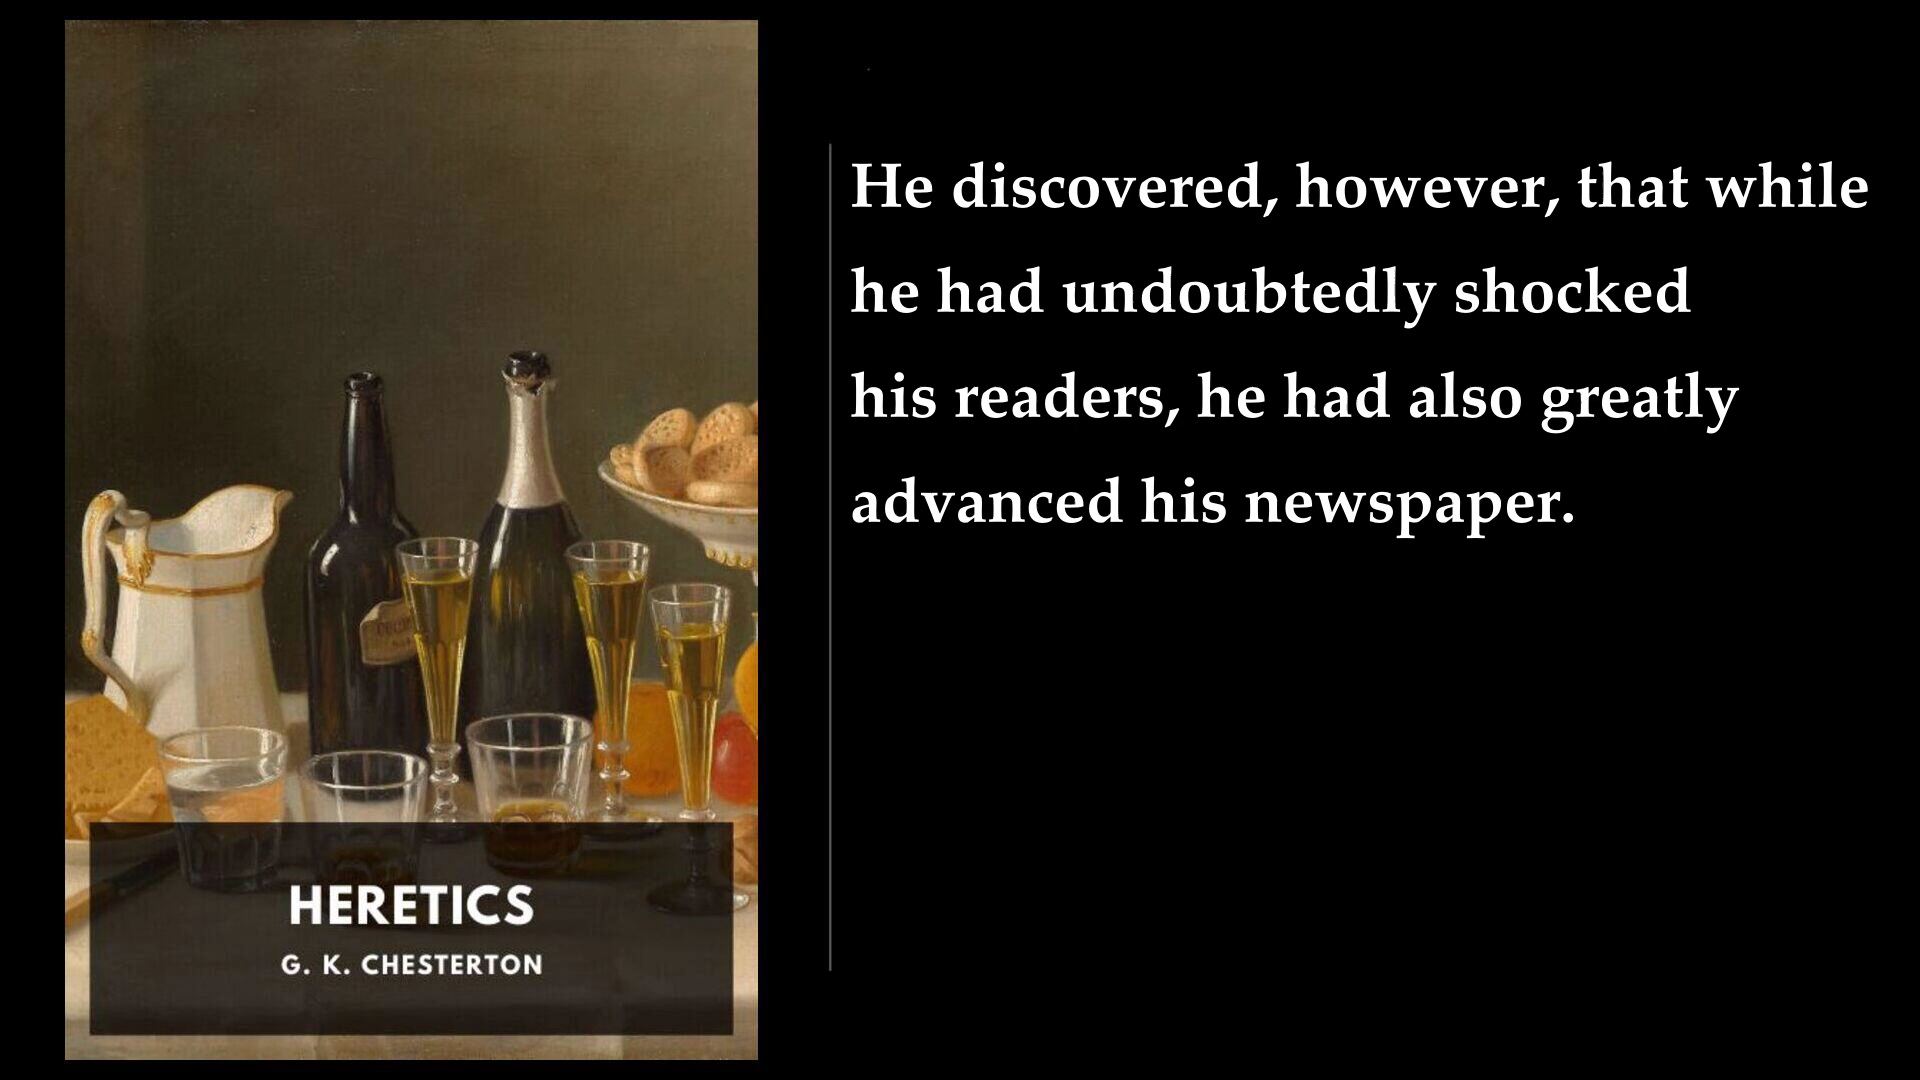 He discovered, however, that while
he had undoubtedly shocked
his readers, he had also greatly
advanced his newspaper.
HERETICS
G. K. CHESTERTON